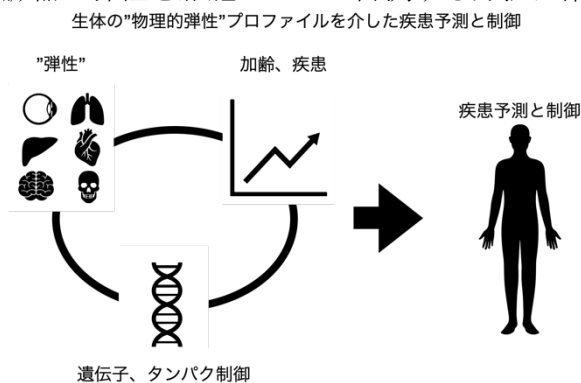 生体の”物理的弾性”プロファイルを介した疾患予測と制御
”弾性”
加齢、疾患
疾患予測と制御
遺伝子、タンパク制御